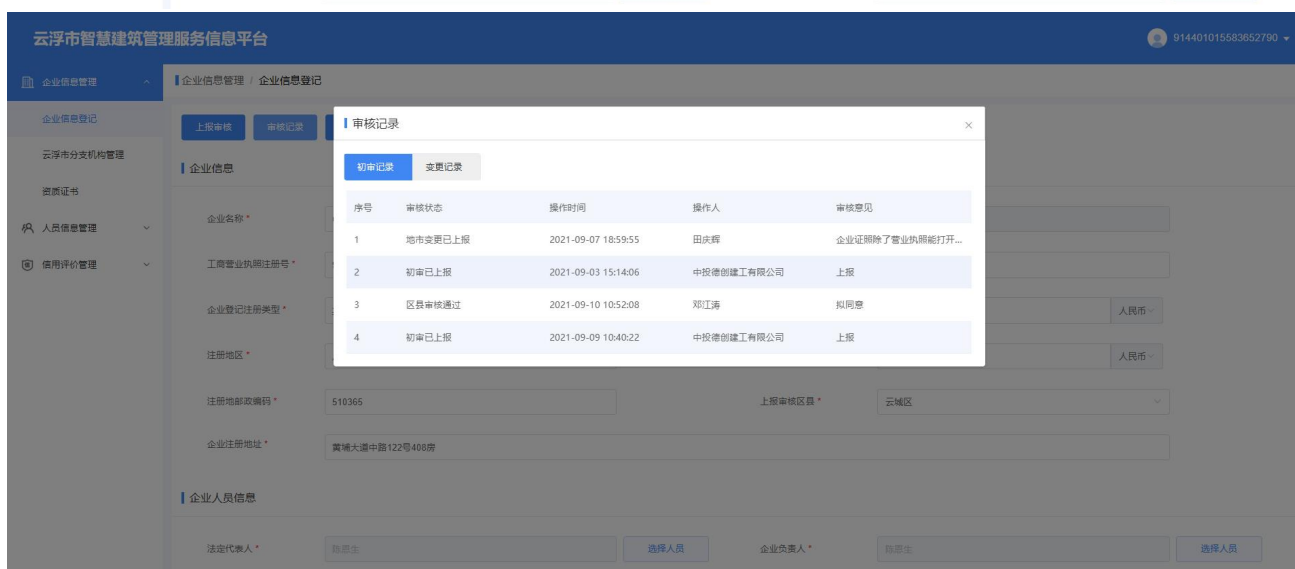 云浮市智慧建筑管理服务信息平台
914401015583652790
企业信息管理
企业信息管理 / 企业信息登记
企业信息登记
云浮市分支机构管理
资质证书
人员信息管理
信用评价管理
上报审核
审核记录
企业信息
审核记录
初审记录
变更记录
序号 审核状态 操作时间 操作人 审核意见
1 地市变更已上报 2021-09-07 18:59:55 田庆辉 企业证照除了营业执照能打开...
2 初审已上报 2021-09-03 15:14:06 中投德创建工有限公司 上报
3 区县审核通过 2021-09-10 10:52:08 邓江涛 拟同意
4 初审已上报 2021-09-09 10:40:22 中投德创建工有限公司 上报
企业名称 *
工商营业执照注册号 *
企业登记注册类型 *
人民币
注册地区 *
人民币
注册地邮政编码 * 510365 上报审核区县 * 云城区
企业注册地址 * 黄埔大道中路122号408房
企业人员信息
法定代表人 * 选择人员 企业负责人 * 选择人员